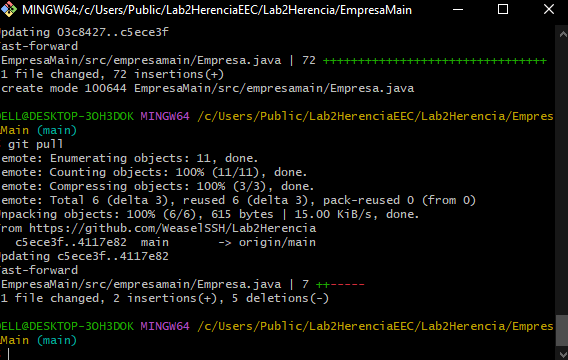 MINGW64:/c/Users/Public/Lab2HerenciaEEC/Lab2Herencia/EmpresaMain
pdating 03c8427..c5ece3f
ast-forward
EmpresaMain/src/empresamain/Empresa.java | 72 ++++++++++++++++++++++++++++++++
1 file changed, 72 insertions(+)
create mode 100644 EmpresaMain/src/empresamain/Empresa.java
ELL@DESKTOP-3OH3DOK MINGW64 /c/Users/Public/Lab2HerenciaEEC/Lab2Herencia/Empres
Main (main)
git pull
emote: Enumerating objects: 11, done.
emote: Counting objects: 100% (11/11), done.
emote: Compressing objects: 100% (3/3), done.
emote: Total 6 (delta 3), reused 6 (delta 3), pack-reused 0 (from 0)
npacking objects: 100% (6/6), 615 bytes | 15.00 KiB/s, done.
rom https://github.com/WeaselSSH/Lab2Herencia
c5ece3f..4117e82  main       -> origin/main
pdating c5ece3f..4117e82
ast-forward
EmpresaMain/src/empresamain/Empresa.java | 7 ++-----
1 file changed, 2 insertions(+), 5 deletions(-)
ELL@DESKTOP-3OH3DOK MINGW64 /c/Users/Public/Lab2HerenciaEEC/Lab2Herencia/Empres
Main (main)